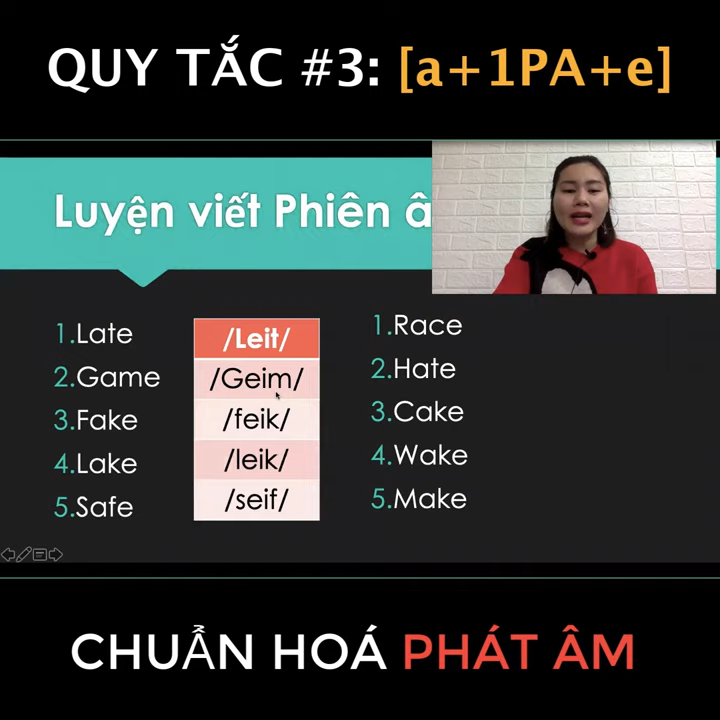 QUY TẮC #3: [a+1PA+e]
Luyện viết Phiên â
1.Late
2.Game
3.Fake
4.Lake
5.Safe
/Leit/
/Geim/
/feik/
/leik/
/seif/
1.Race
2.Hate
3.Cake
4.Wake
5.Make
CHUẨN HOÁ PHÁT ÂM